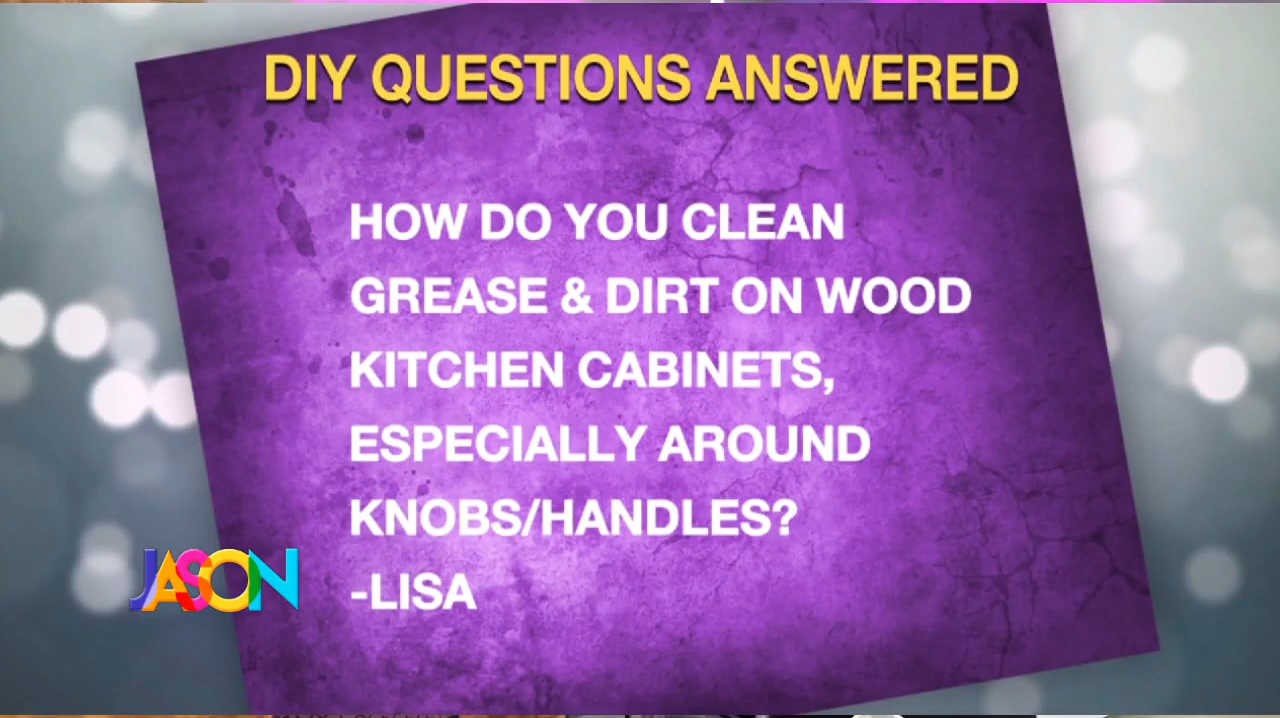 DIY QUESTIONS ANSWERED
HOW DO YOU CLEAN
GREASE & DIRT ON WOOD
KITCHEN CABINETS,
ESPECIALLY AROUND
KNOBS/HANDLES?
-LISA
JASON